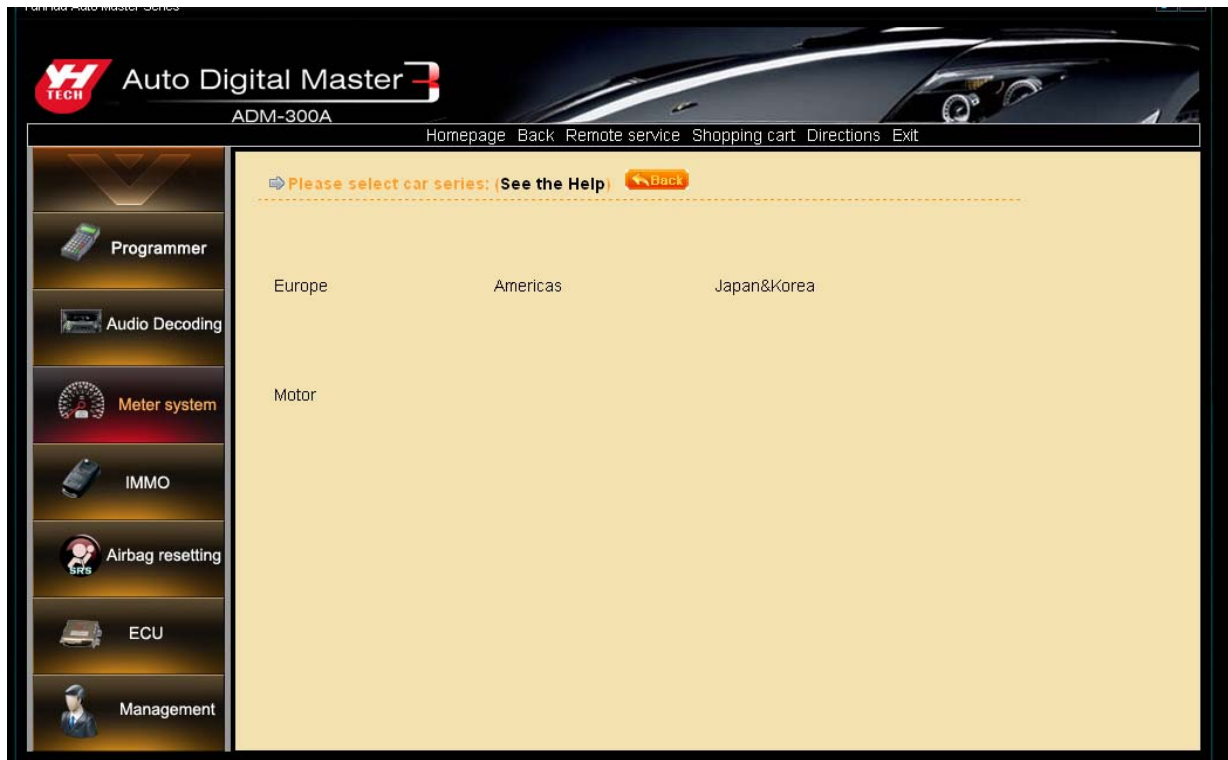 YH
TECH
Auto Digital Master 3
ADM-300A
Homepage Back Remote service Shopping cart Directions Exit
Please select car series: (See the Help) Back
Programmer
Audio Decoding
Meter system
IMMO
SRS
Airbag resetting
ECU
Management
Europe Americas Japan&Korea
Motor